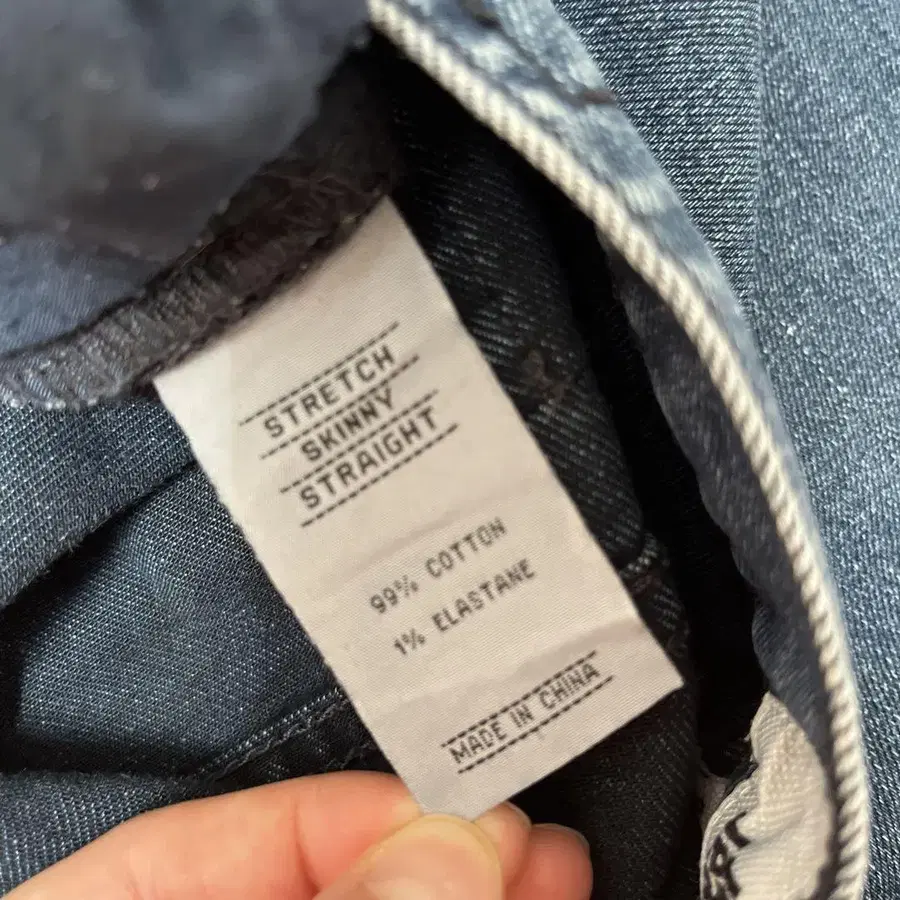 STRETCH
SKINNY
STRAIGHT
99% COTTON
1% ELASTANE
MADE IN CHINA